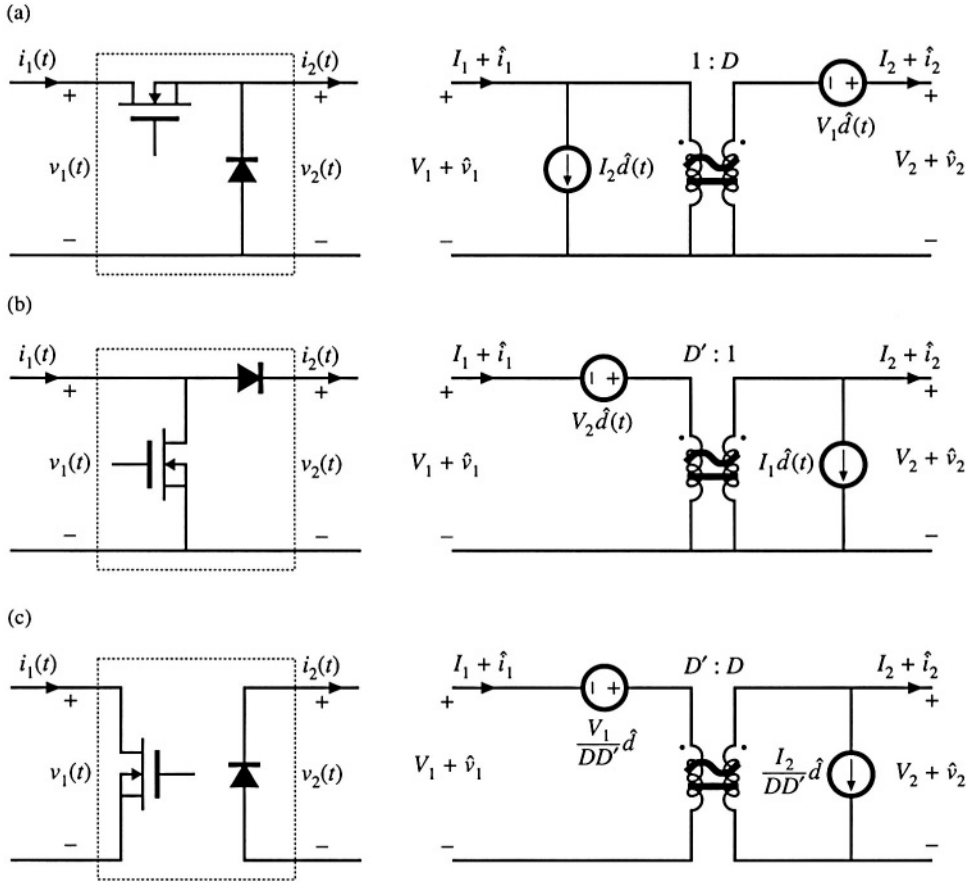 (a)
i₁(t) i₂(t) I₁ + î₁ 1 : D I₂ + î₂
+ + + − + +
V₁d̂(t)
v₁(t) v₂(t) V₁ + v̂₁ I₂d̂(t) V₂ + v̂₂
− − − −
(b)
i₁(t) i₂(t) I₁ + î₁ D′ : 1 I₂ + î₂
+ + + − + +
V₂d̂(t)
v₁(t) v₂(t) V₁ + v̂₁ I₁d̂(t) V₂ + v̂₂
− − − −
(c)
i₁(t) i₂(t) I₁ + î₁ D′ : D I₂ + î₂
+ + + − + +
V₁/DD′ d̂
v₁(t) v₂(t) V₁ + v̂₁ I₂/DD′ d̂ V₂ + v̂₂
− − − −